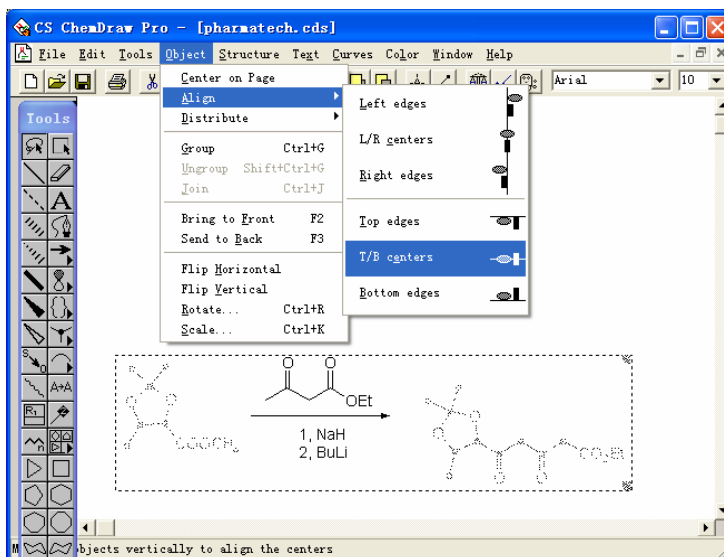 CS ChemDraw Pro - [pharmatech.cds]
File Edit Tools Object Structure Text Curves Color Window Help
Arial 10
Tools
A
S
O
A→A
R1
n
Center on Page
Align
Distribute
Group Ctrl+G
Ungroup Shift+Ctrl+G
Join Ctrl+J
Bring to Front F2
Send to Back F3
Flip Horizontal
Flip Vertical
Rotate... Ctrl+R
Scale... Ctrl+K
Left edges
L/R centers
Right edges
Top edges
T/B centers
Bottom edges
O O
OEt
1, NaH
2, BuLi
O
O
COOCH3
O
O
O O
CO2Et
bjects vertically to align the centers